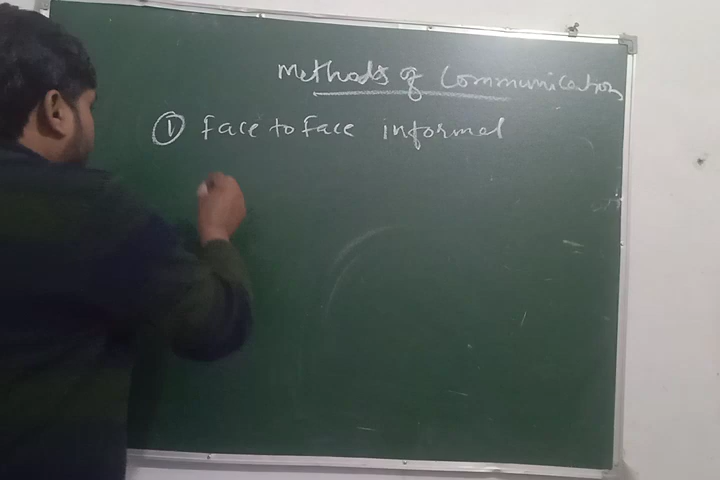 Methods of Communication
① face to face informal